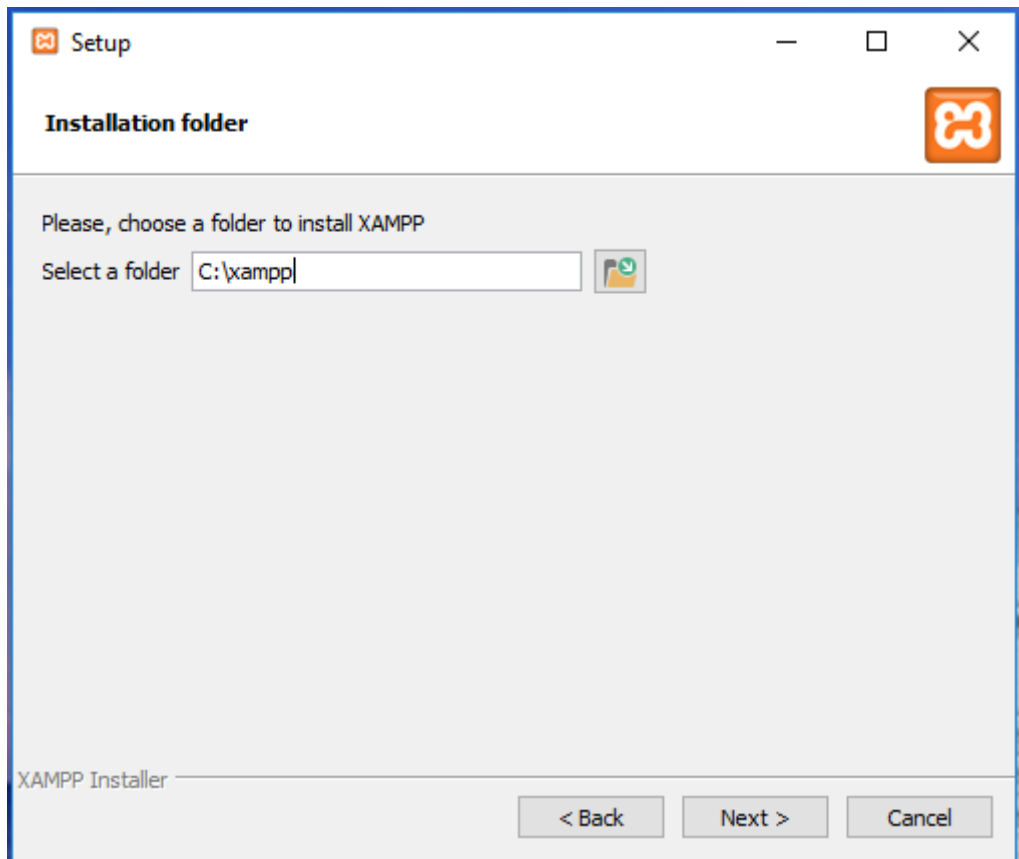 Setup
Installation folder
Please, choose a folder to install XAMPP
Select a folder C:\xampp
XAMPP Installer
< Back Next > Cancel